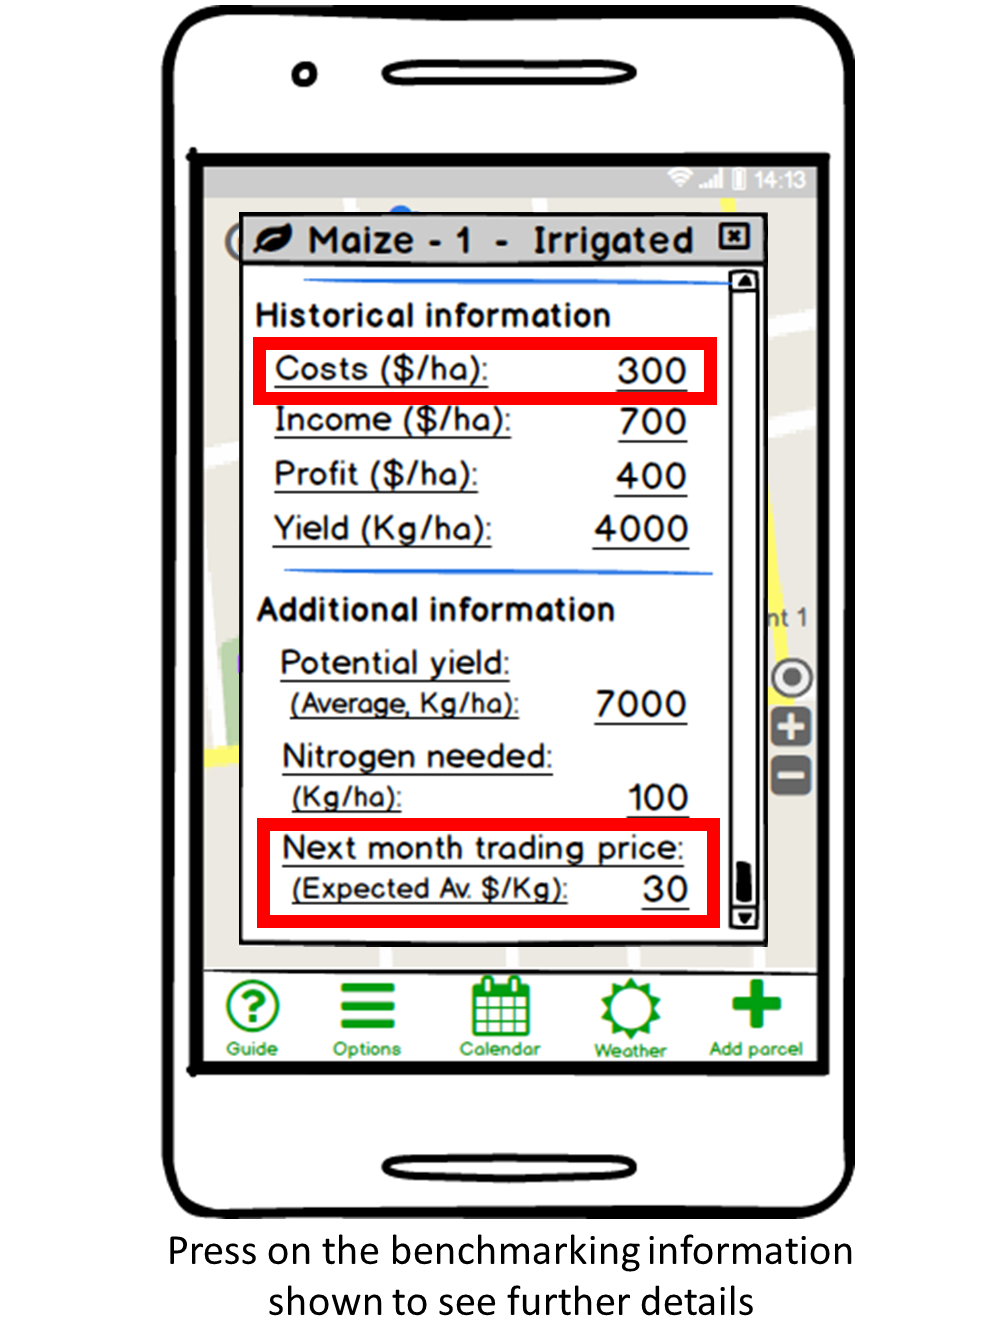 14:13
Maize - 1 - Irrigated
Historical information
Costs ($/ha): 300
Income ($/ha): 700
Profit ($/ha): 400
Yield (Kg/ha): 4000
Additional information
nt 1
Potential yield:
(Average, Kg/ha): 7000
Nitrogen needed:
(Kg/ha): 100
Next month trading price:
(Expected Av. $/Kg): 30
Guide Options Calendar Weather Add parcel
Press on the benchmarking information
shown to see further details